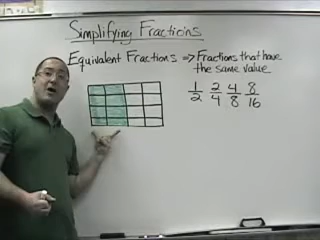 Simplifying Fractions
Equivalent Fractions ⇒ Fractions that have
the same value
1/2 2/4 4/8 8/16